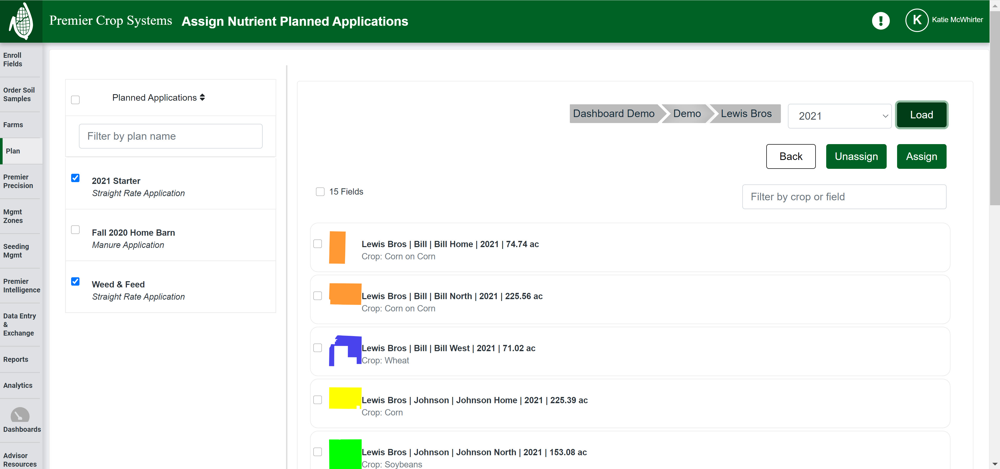 Premier Crop Systems Assign Nutrient Planned Applications
!
K Katie McWhirter
Enroll
Fields
Order Soil
Samples
Farms
Plan
Premier
Precision
Mgmt
Zones
Seeding
Mgmt
Premier
Intelligence
Data Entry
&
Exchange
Reports
Analytics
Dashboards
Advisor
Resources
Planned Applications
Filter by plan name
2021 Starter
Straight Rate Application
Fall 2020 Home Barn
Manure Application
Weed & Feed
Straight Rate Application
Dashboard Demo Demo Lewis Bros 2021 Load
Back Unassign Assign
15 Fields
Filter by crop or field
Lewis Bros | Bill | Bill Home | 2021 | 74.74 ac
Crop: Corn on Corn
Lewis Bros | Bill | Bill North | 2021 | 225.56 ac
Crop: Corn on Corn
Lewis Bros | Bill | Bill West | 2021 | 71.02 ac
Crop: Wheat
Lewis Bros | Johnson | Johnson Home | 2021 | 225.39 ac
Crop: Corn
Lewis Bros | Johnson | Johnson North | 2021 | 153.08 ac
Crop: Soybeans